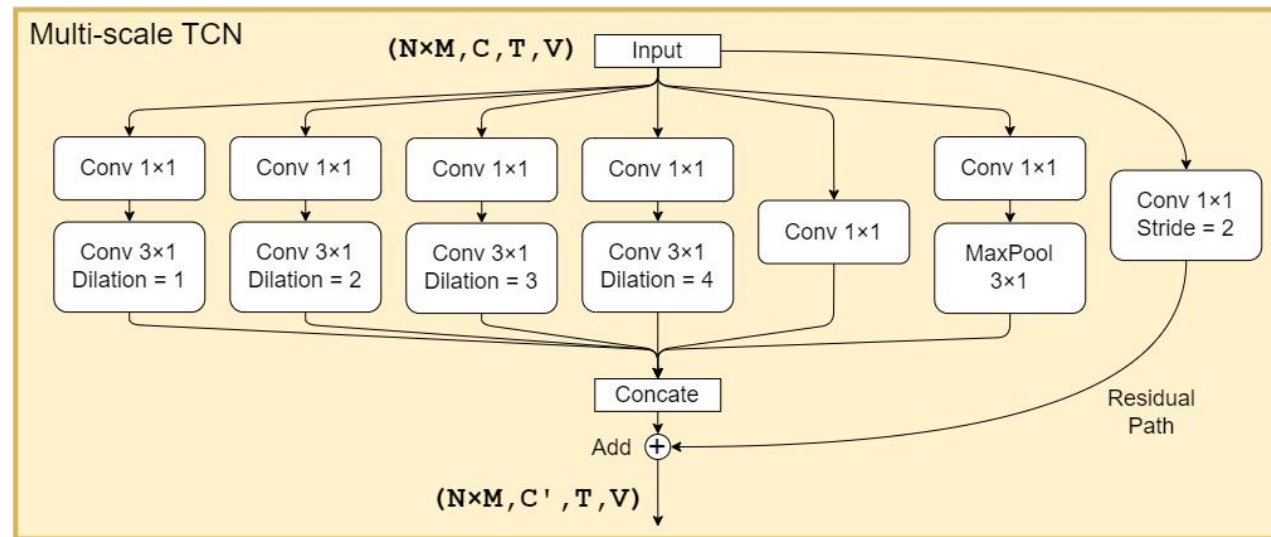 Multi-scale TCN
(N×M,C,T,V)
Input
Conv 1×1
Conv 1×1
Conv 1×1
Conv 1×1
Conv 1×1
Conv 1×1
Stride = 2
Conv 3×1
Dilation = 1
Conv 3×1
Dilation = 2
Conv 3×1
Dilation = 3
Conv 3×1
Dilation = 4
Conv 1×1
MaxPool
3×1
Concate
Residual
Path
Add
+
(N×M,C',T,V)